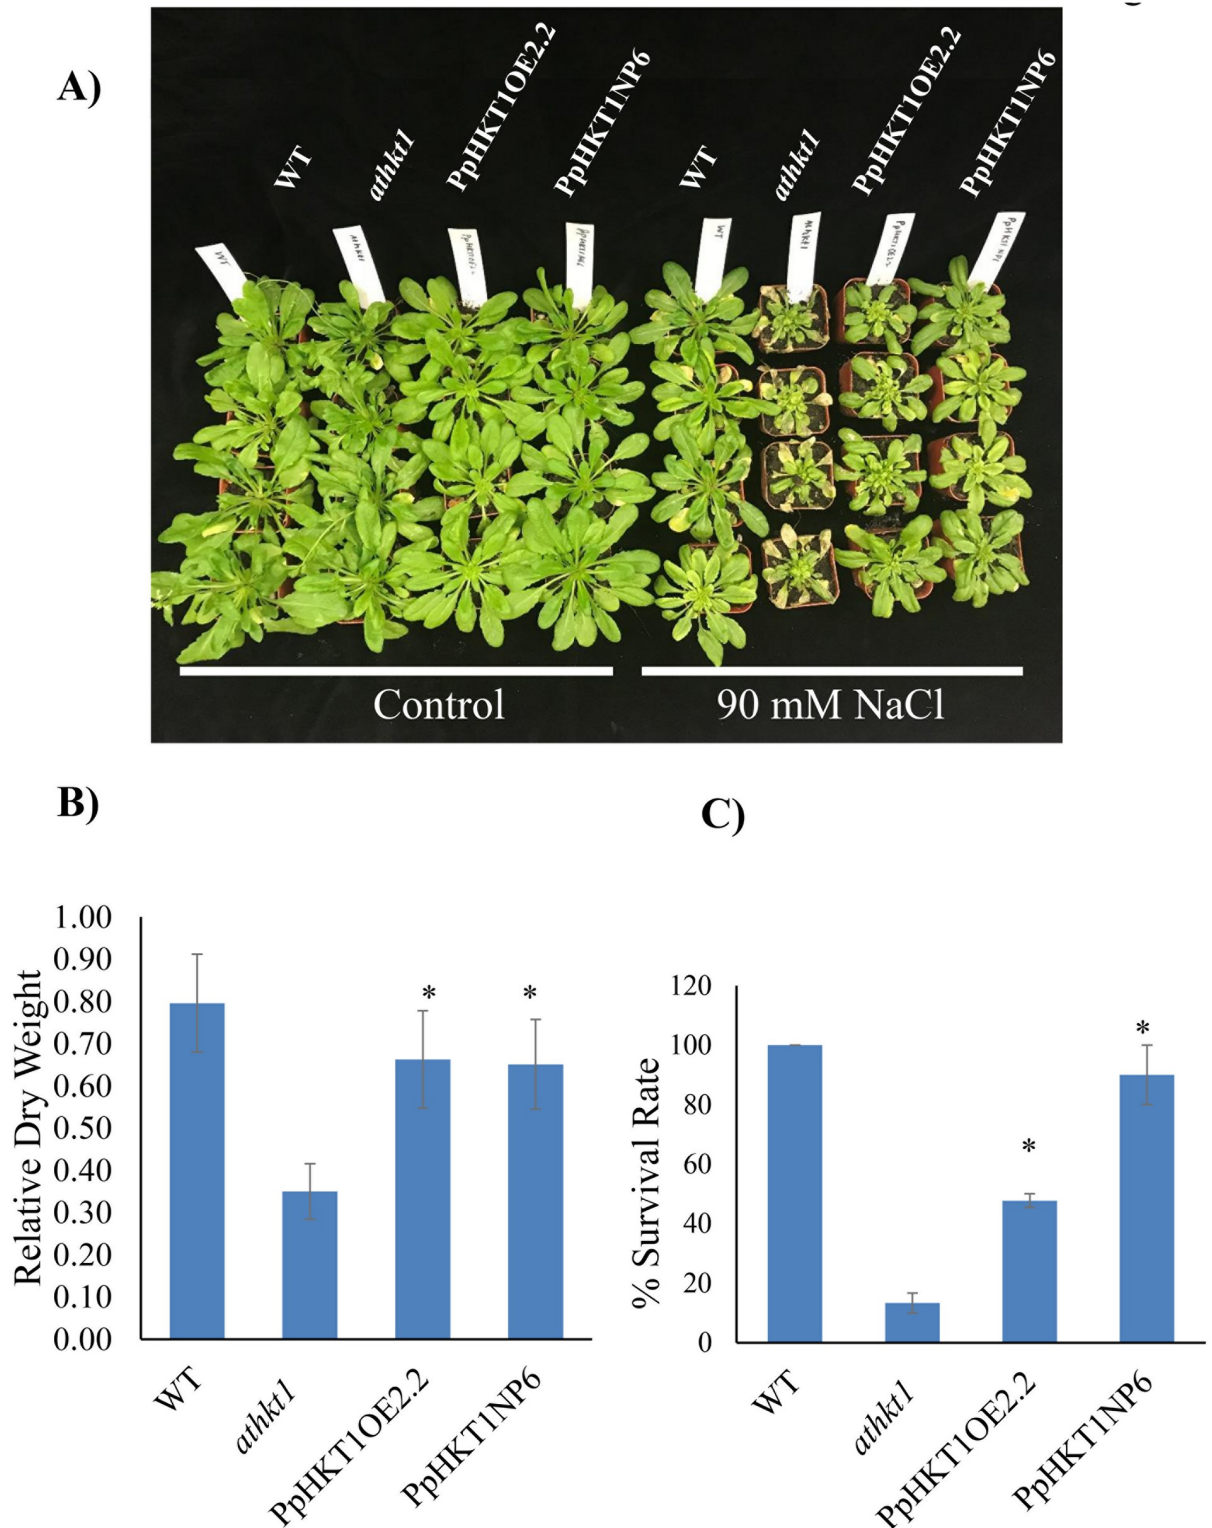 A)
WT
athkt1
PpHKT1OE2.2
PpHKT1NP6
WT
athkt1
PpHKT1OE2.2
PpHKT1NP6
WT
WT
Control
90 mM NaCl
B)
Relative Dry Weight
1.00
0.90
0.80
0.70
0.60
0.50
0.40
0.30
0.20
0.10
0.00
*
*
WT
athkt1
PpHKT1OE2.2
PpHKT1NP6
C)
% Survival Rate
120
100
80
60
40
20
0
*
*
WT
athkt1
PpHKT1OE2.2
PpHKT1NP6